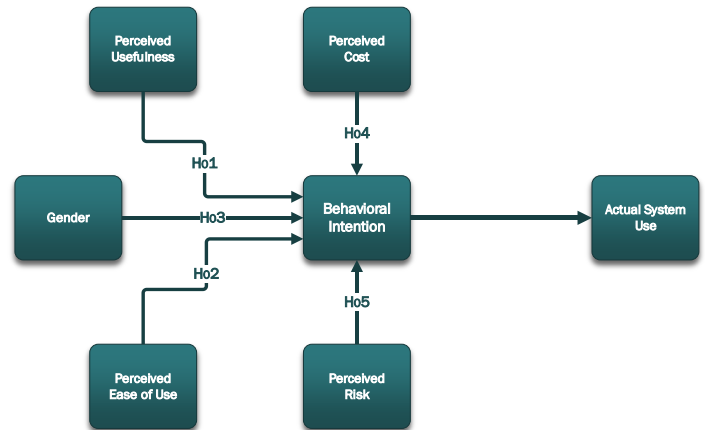 Perceived
Usefulness
Perceived
Cost
Ho4
Ho1
Gender
Ho3
Behavioral
Intention
Actual System
Use
Ho2
Ho5
Perceived
Ease of Use
Perceived
Risk